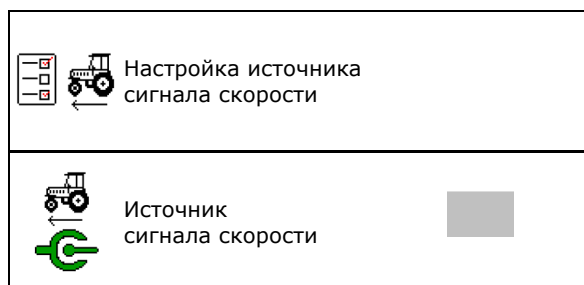 Настройка источника
сигнала скорости
Источник
сигнала скорости